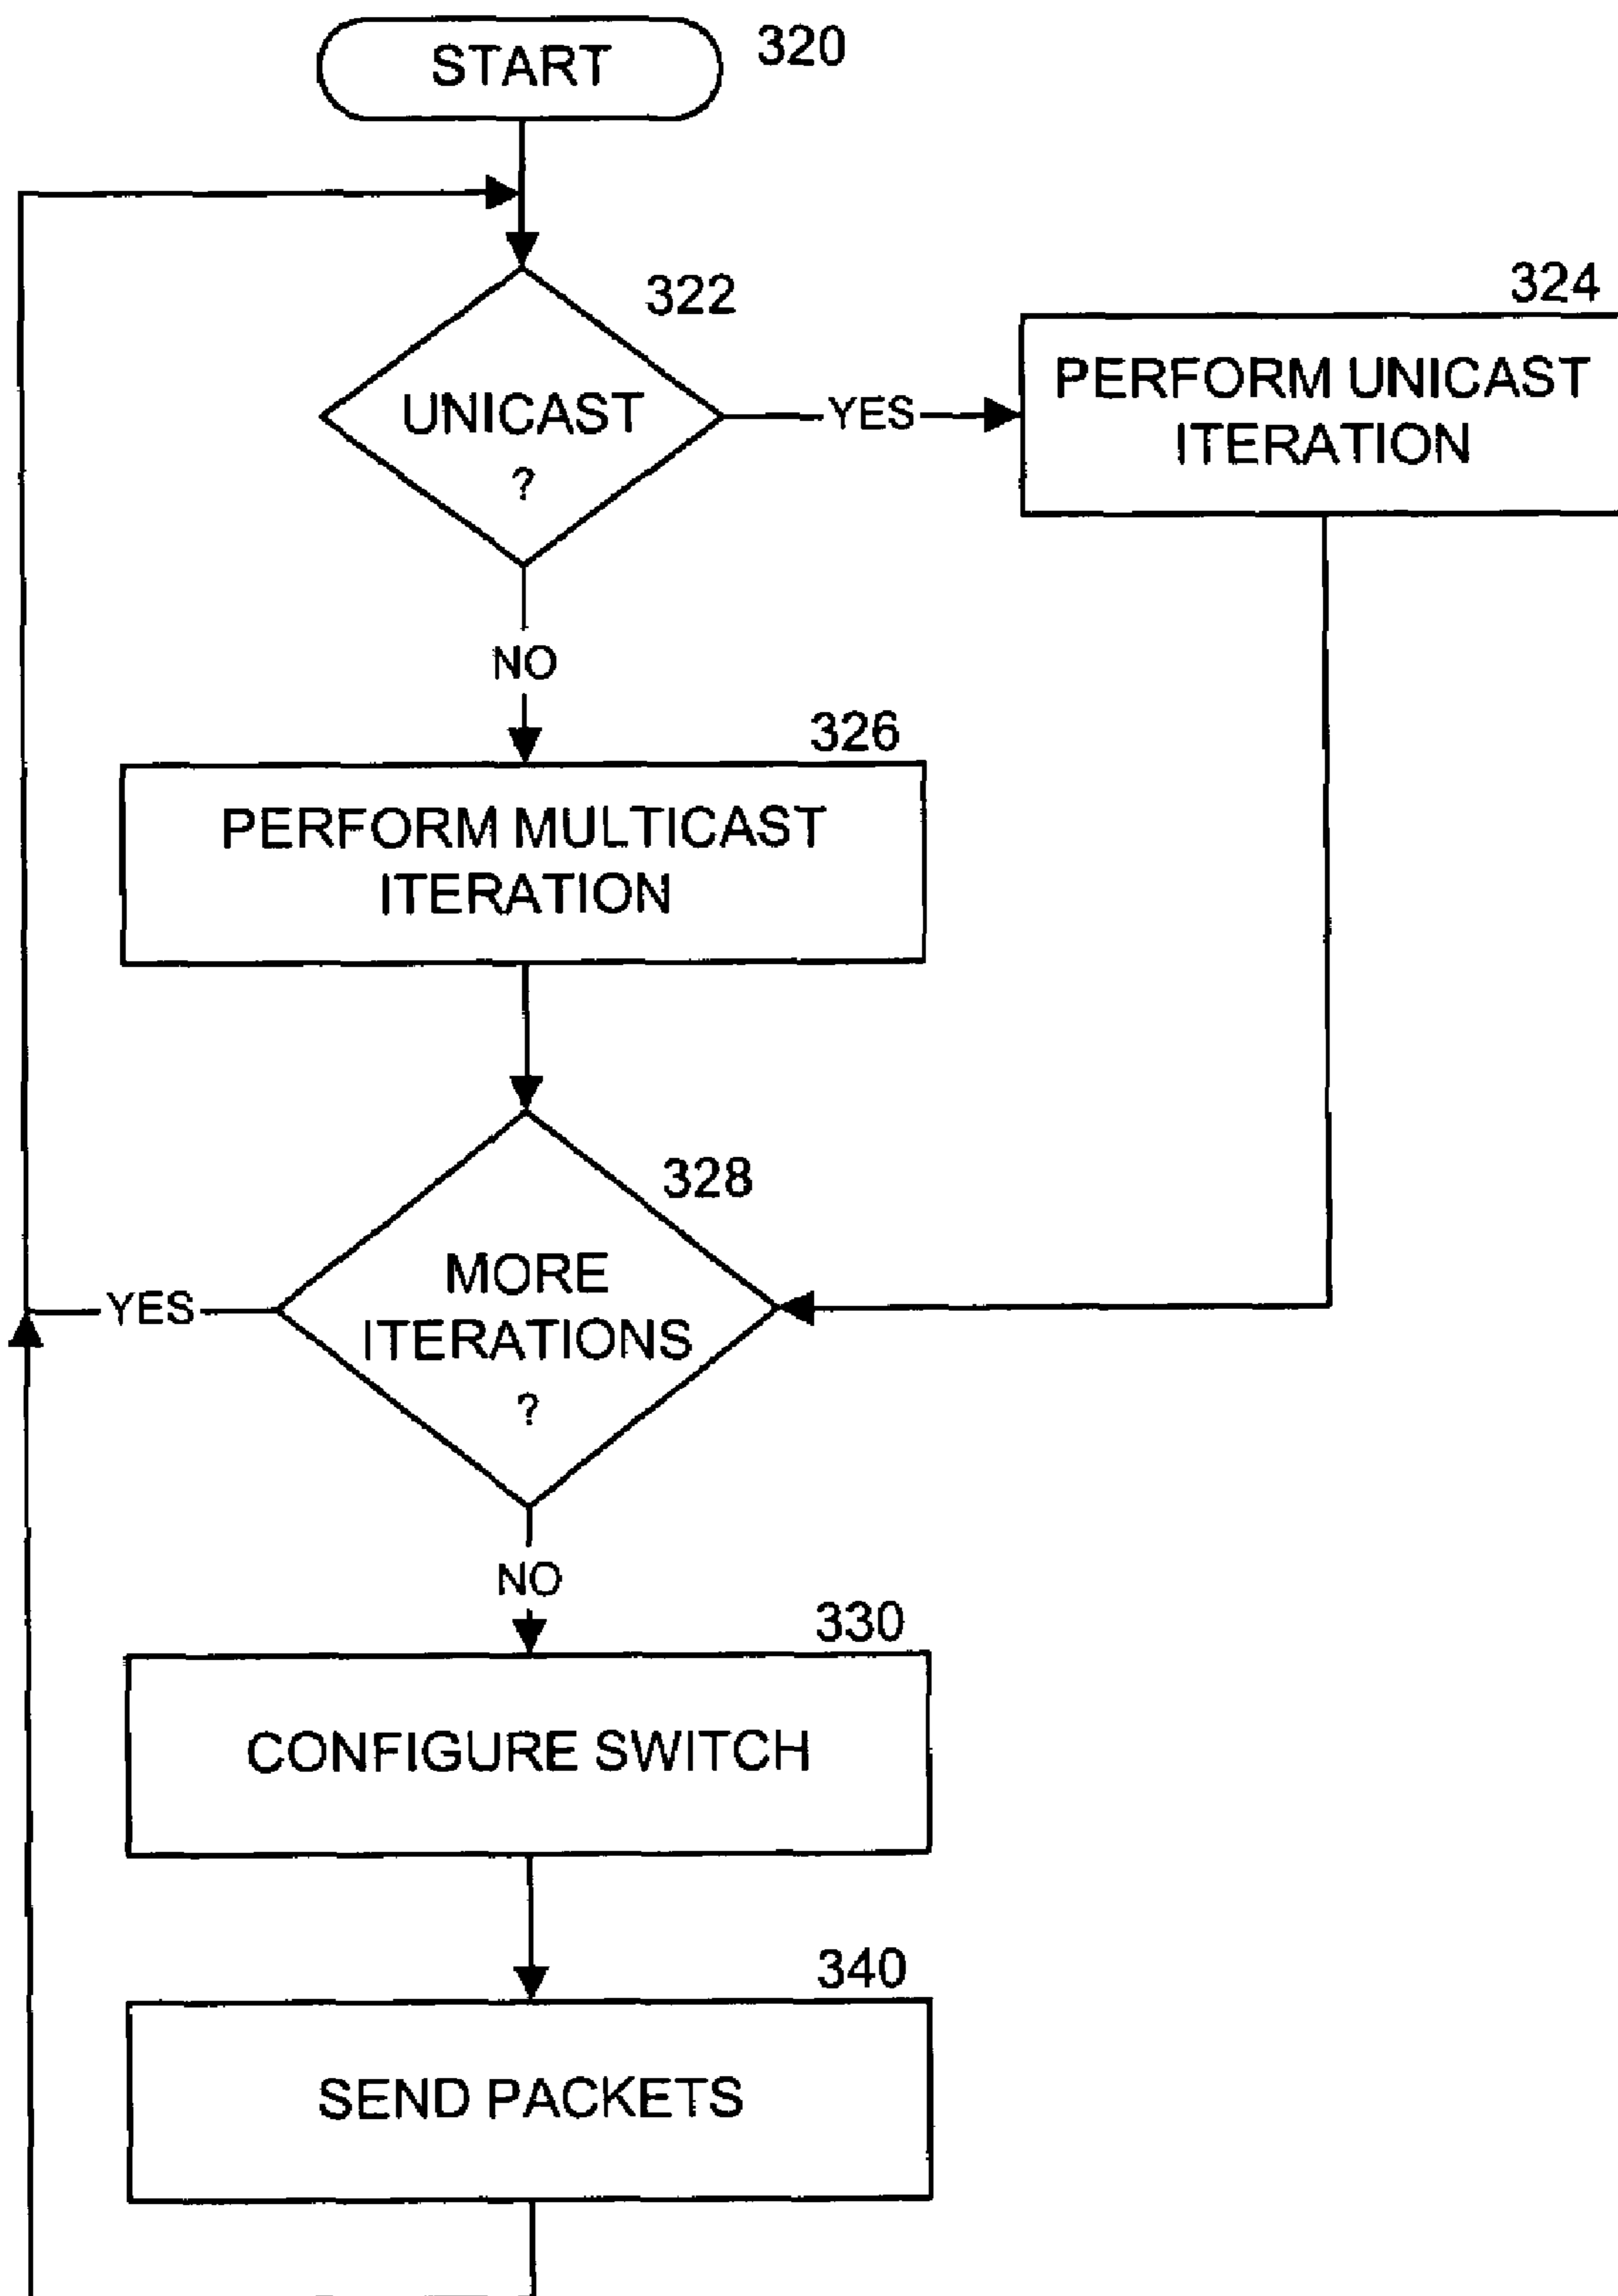 START
320
322
UNICAST
?
YES
324
PERFORM UNICAST
ITERATION
NO
326
PERFORM MULTICAST
ITERATION
328
MORE
ITERATIONS
?
YES
NO
330
CONFIGURE SWITCH
340
SEND PACKETS